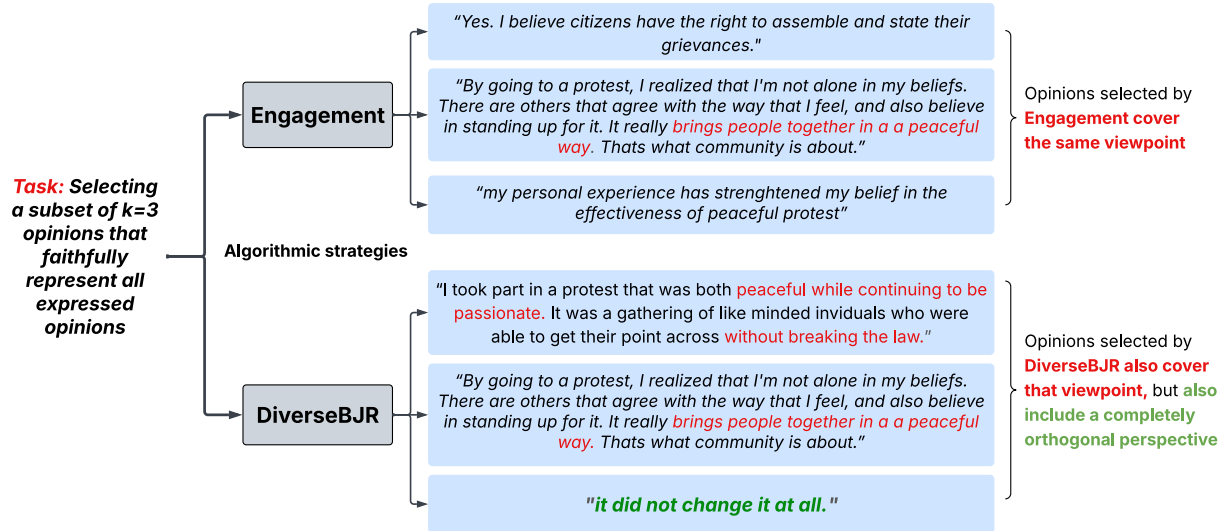 Task: Selecting
a subset of k=3
opinions that
faithfully
represent all
expressed
opinions
Algorithmic strategies
Engagement
"Yes. I believe citizens have the right to assemble and state their
grievances."
"By going to a protest, I realized that I'm not alone in my beliefs.
There are others that agree with the way that I feel, and also believe
in standing up for it. It really brings people together in a a peaceful
way. Thats what community is about."
"my personal experience has strenghtened my belief in the
effectiveness of peaceful protest"
Opinions selected by
Engagement cover
the same viewpoint
DiverseBJR
"I took part in a protest that was both peaceful while continuing to be
passionate. It was a gathering of like minded inviduals who were
able to get their point across without breaking the law."
"By going to a protest, I realized that I'm not alone in my beliefs.
There are others that agree with the way that I feel, and also believe
in standing up for it. It really brings people together in a a peaceful
way. Thats what community is about."
"it did not change it at all."
Opinions selected by
DiverseBJR also cover
that viewpoint, but also
include a completely
orthogonal perspective